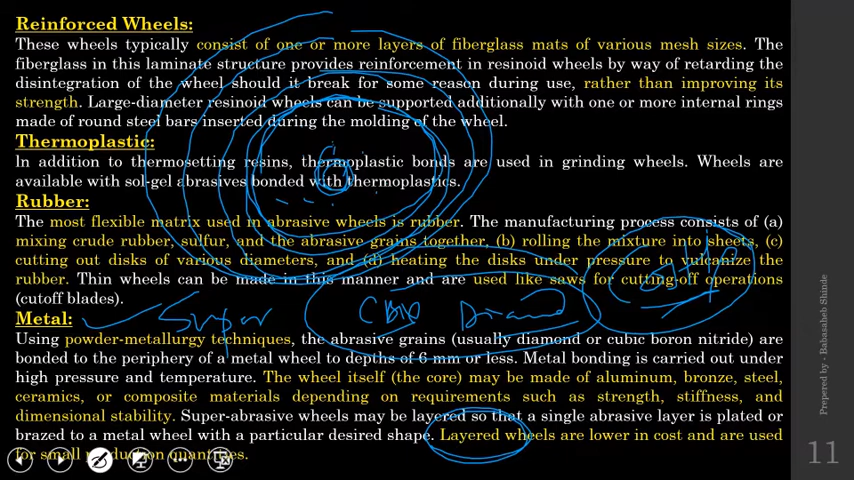 Reinforced Wheels:
These wheels typically consist of one or more layers of fiberglass mats of various mesh sizes. The
fiberglass in this laminate structure provides reinforcement in resinoid wheels by way of retarding the
disintegration of the wheel should it break for some reason during use, rather than improving its
strength. Large-diameter resinoid wheels can be supported additionally with one or more internal rings
made of round steel bars inserted during the molding of the wheel.
Thermoplastic:
In addition to thermosetting resins, thermoplastic bonds are used in grinding wheels. Wheels are
available with sol-gel abrasives bonded with thermoplastics.
Rubber:
The most flexible matrix used in abrasive wheels is rubber. The manufacturing process consists of (a)
mixing crude rubber, sulfur, and the abrasive grains together, (b) rolling the mixture into sheets, (c)
cutting out disks of various diameters, and (d) heating the disks under pressure to vulcanize the
rubber. Thin wheels can be made in this manner and are used like saws for cutting-off operations
(cutoff blades).
Super CBN Diamond
Metal:
Using powder-metallurgy techniques, the abrasive grains (usually diamond or cubic boron nitride) are
bonded to the periphery of a metal wheel to depths of 6 mm or less. Metal bonding is carried out under
high pressure and temperature. The wheel itself (the core) may be made of aluminum, bronze, steel,
ceramics, or composite materials depending on requirements such as strength, stiffness, and
dimensional stability. Super-abrasive wheels may be layered so that a single abrasive layer is plated or
brazed to a metal wheel with a particular desired shape. Layered wheels are lower in cost and are used
for small production quantities.
Prepered by - Babasaheb Shinde
11